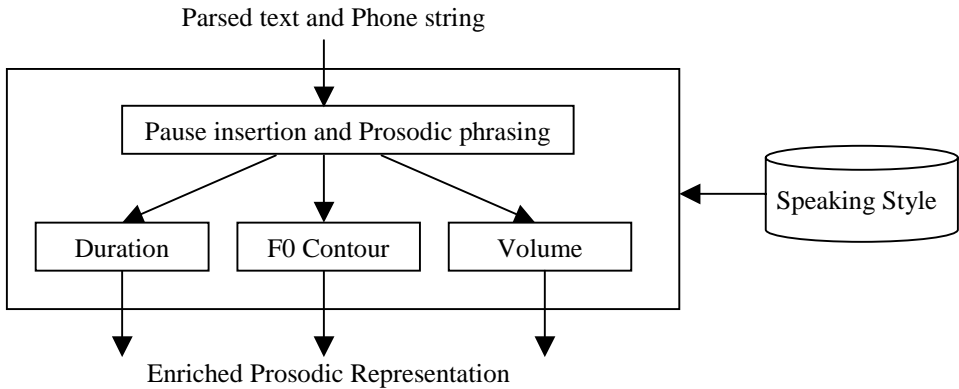 Parsed text and Phone string
Pause insertion and Prosodic phrasing
Speaking Style
Duration
F0 Contour
Volume
Enriched Prosodic Representation